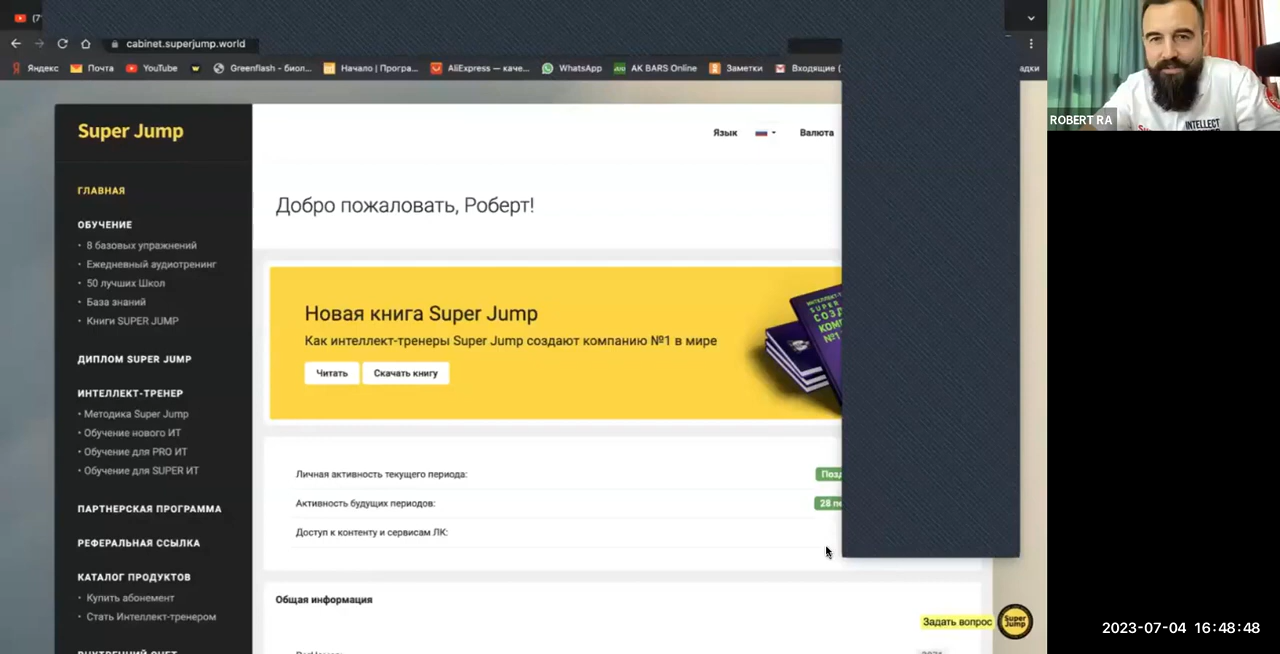 cabinet.superjump.world
Яндекс
Почта
YouTube
Greenflash - биол...
Начало | Програ...
AliExpress — каче...
WhatsApp
AK BARS Online
Заметки
Входящие (
адки
ROBERT RA
INTELLECT
Super Jump
Язык
Валюта
ГЛАВНАЯ
ОБУЧЕНИЕ
• 8 базовых упражнений
• Ежедневный аудиотренинг
• 50 лучших Школ
• База знаний
• Книги SUPER JUMP
ДИПЛОМ SUPER JUMP
ИНТЕЛЛЕКТ-ТРЕНЕР
• Методика Super Jump
• Обучение нового ИТ
• Обучение для PRO ИТ
• Обучение для SUPER ИТ
ПАРТНЕРСКАЯ ПРОГРАММА
РЕФЕРАЛЬНАЯ ССЫЛКА
КАТАЛОГ ПРОДУКТОВ
• Купить абонемент
• Стать Интеллект-тренером
Добро пожаловать, Роберт!
Новая книга Super Jump
Как интеллект-тренеры Super Jump создают компанию №1 в мире
Читать
Скачать книгу
Личная активность текущего периода:
Активность будущих периодов:
28
Доступ к контенту и сервисам ЛК:
Общая информация
Задать вопрос
Super Jump
2023-07-04 16:48:48